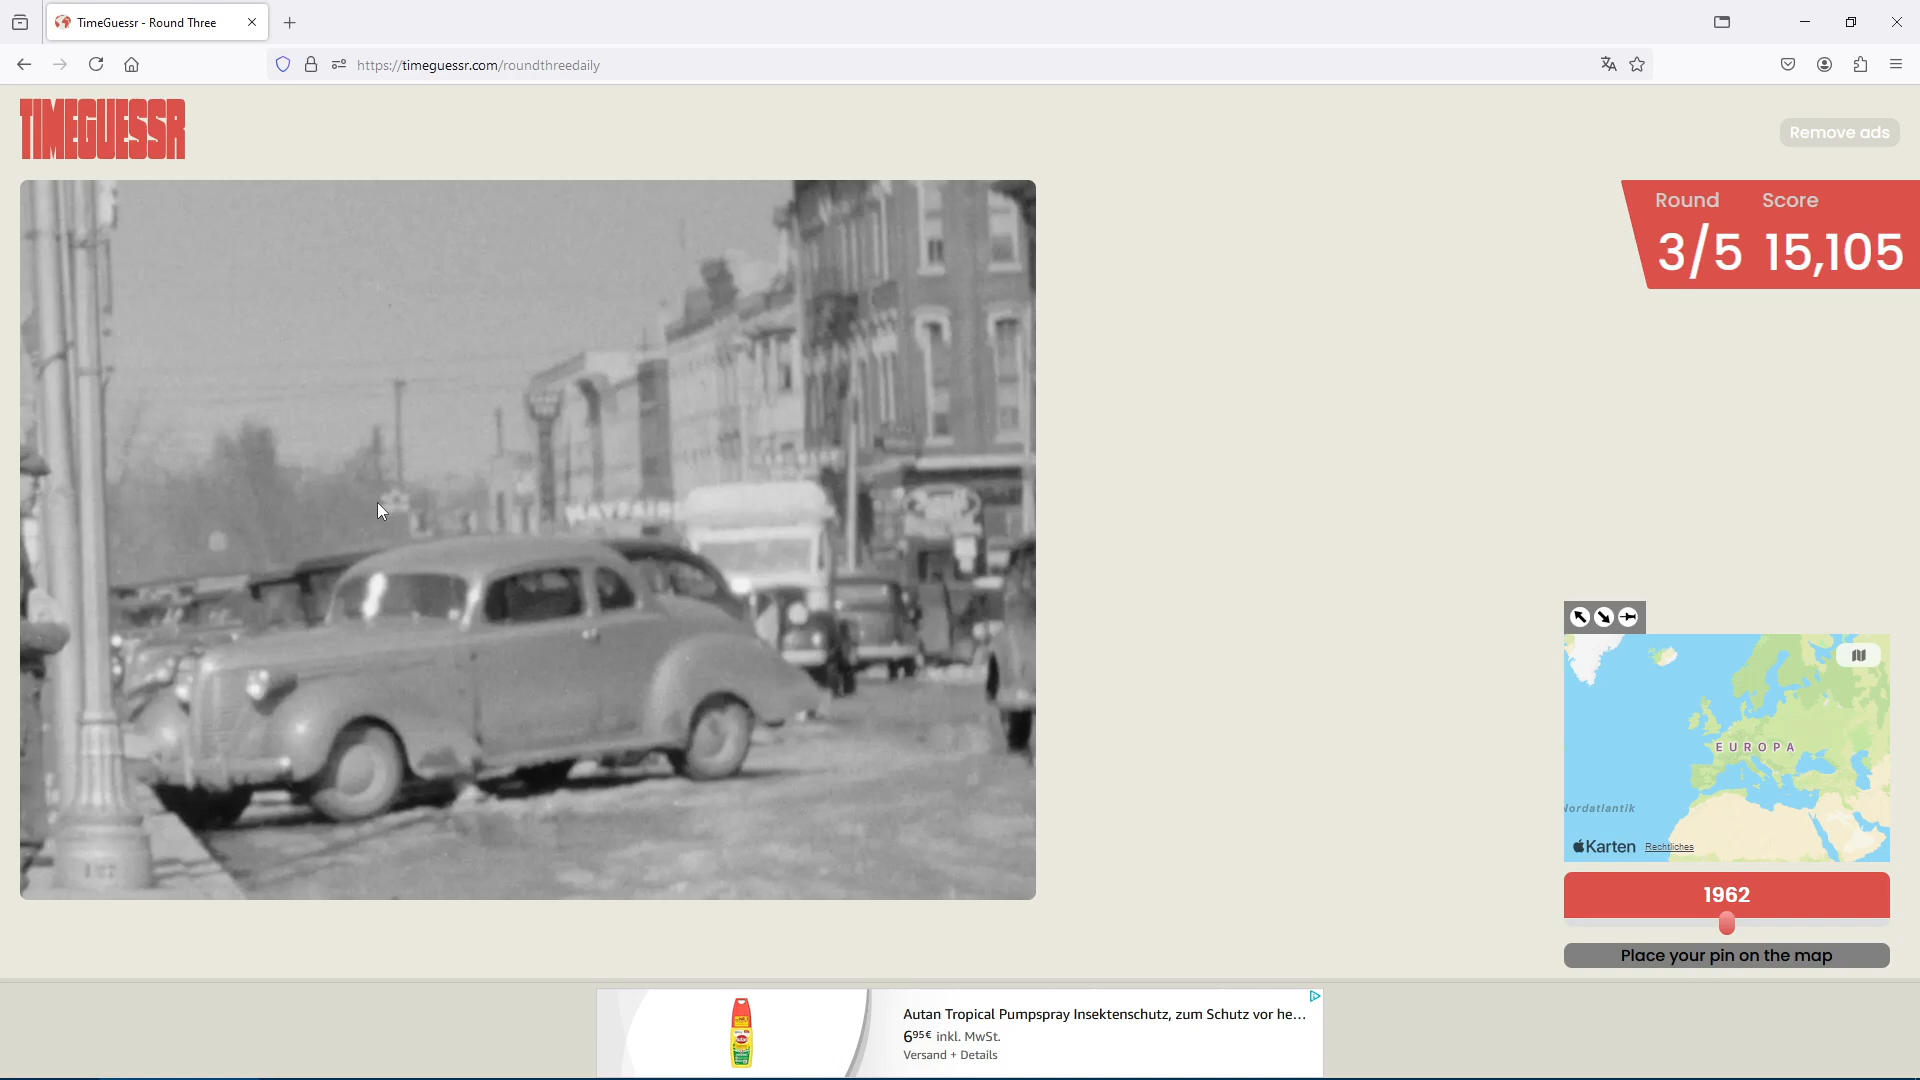 TimeGuessr - Round Three
https://timeguessr.com/roundthreedaily
TIMEGUESSR
Remove ads
Round Score
3/5 15,105
MAYFAIR
EUROPA
Nordatlantik
Karten Rechtliches
1962
Place your pin on the map
Autan Tropical Pumpspray Insektenschutz, zum Schutz vor he...
6⁹⁵€ inkl. MwSt.
Versand + Details